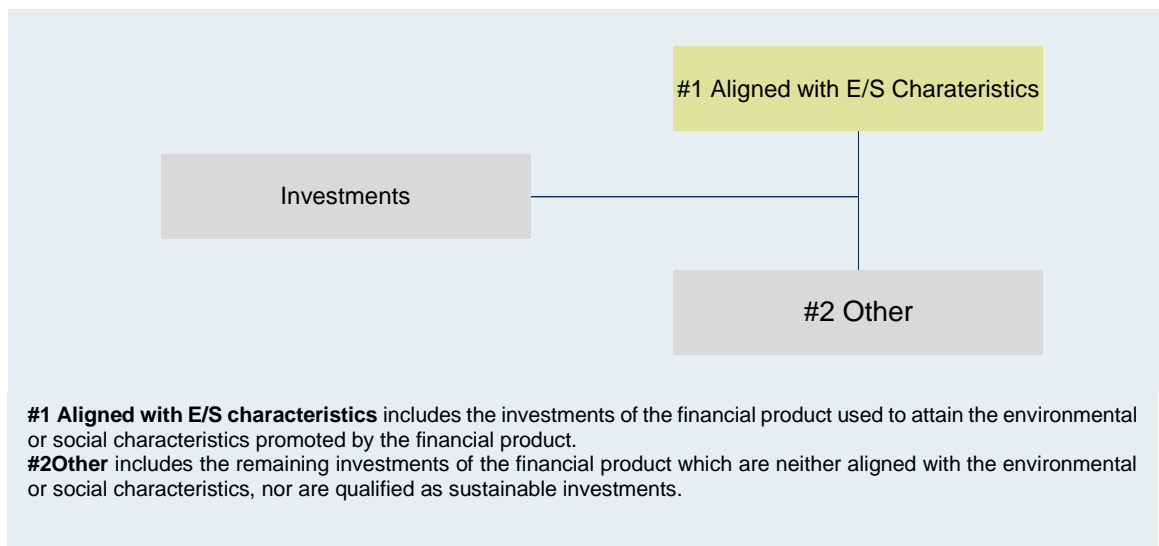 #1 Aligned with E/S Charateristics
Investments
#2 Other
#1 Aligned with E/S characteristics includes the investments of the financial product used to attain the environmental
or social characteristics promoted by the financial product.
#2Other includes the remaining investments of the financial product which are neither aligned with the environmental
or social characteristics, nor are qualified as sustainable investments.